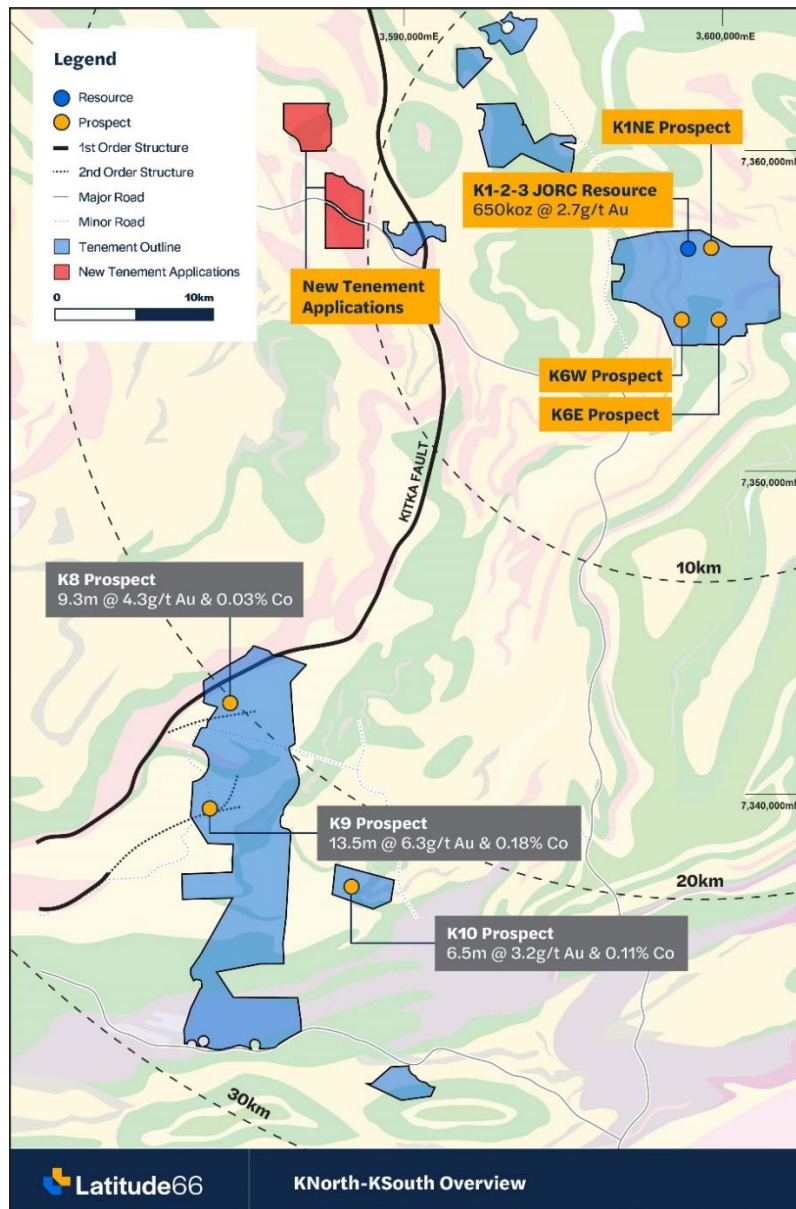 3,590,000mE
3,600,000mE
Legend
Resource
Prospect
1st Order Structure
2nd Order Structure
Major Road
Minor Road
Tenement Outline
New Tenement Applications
0
10km
K1NE Prospect
7,360,000mN
K1-2-3 JORC Resource
650koz @ 2.7g/t Au
New Tenement
Applications
K6W Prospect
K6E Prospect
KITKA FAULT
7,350,000mN
10km
K8 Prospect
9.3m @ 4.3g/t Au & 0.03% Co
7,340,000mN
K9 Prospect
13.5m @ 6.3g/t Au & 0.18% Co
20km
K10 Prospect
6.5m @ 3.2g/t Au & 0.11% Co
30km
Latitude66
KNorth-KSouth Overview